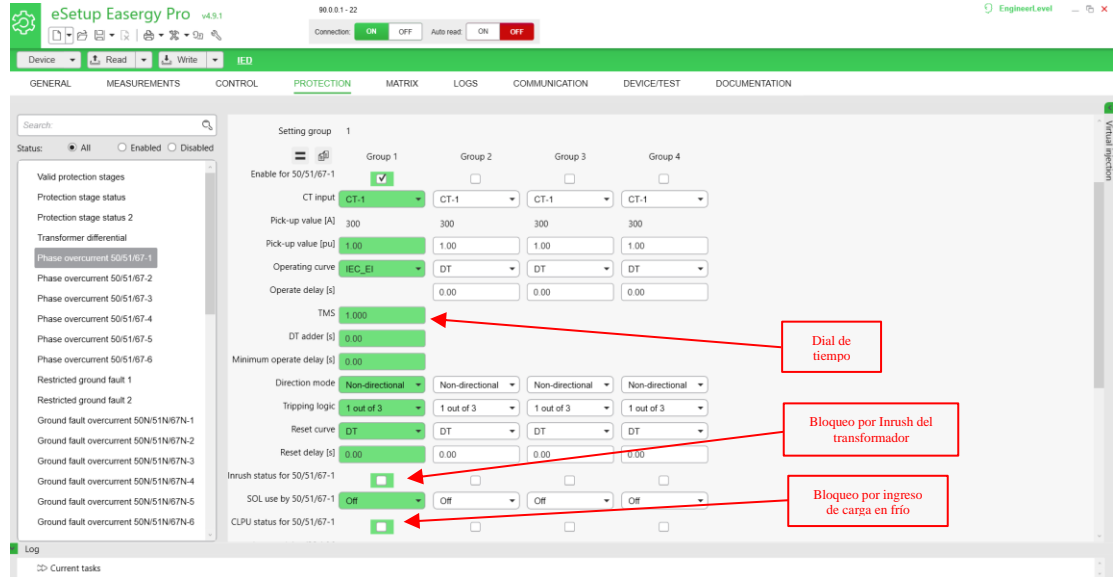 eSetup Easergy Pro v4.9.1
90.0.0.1 - 22
EngineerLevel
Connection: ON OFF Auto read: ON OFF
Device Read Write IED
GENERAL MEASUREMENTS CONTROL PROTECTION MATRIX LOGS COMMUNICATION DEVICE/TEST DOCUMENTATION
Search:
Status: All Enabled Disabled
Valid protection stages
Protection stage status
Protection stage status 2
Transformer differential
Phase overcurrent 50/51/67-1
Phase overcurrent 50/51/67-2
Phase overcurrent 50/51/67-3
Phase overcurrent 50/51/67-4
Phase overcurrent 50/51/67-5
Phase overcurrent 50/51/67-6
Restricted ground fault 1
Restricted ground fault 2
Ground fault overcurrent 50N/51N/67N-1
Ground fault overcurrent 50N/51N/67N-2
Ground fault overcurrent 50N/51N/67N-3
Ground fault overcurrent 50N/51N/67N-4
Ground fault overcurrent 50N/51N/67N-5
Ground fault overcurrent 50N/51N/67N-6
Setting group 1
Group 1 Group 2 Group 3 Group 4
Enable for 50/51/67-1
CT input CT-1 CT-1 CT-1 CT-1
Pick-up value [A] 300 300 300 300
Pick-up value [pu] 1.00 1.00 1.00 1.00
Operating curve IEC_EI DT DT DT
Operate delay [s] 0.00 0.00 0.00
TMS 1.000
DT adder [s] 0.00
Minimum operate delay [s] 0.00
Direction mode Non-directional Non-directional Non-directional Non-directional
Tripping logic 1 out of 3 1 out of 3 1 out of 3 1 out of 3
Reset curve DT DT DT DT
Reset delay [s] 0.00 0.00 0.00 0.00
Inrush status for 50/51/67-1
SOL use by 50/51/67-1 Off Off Off Off
CLPU status for 50/51/67-1
Dial de
tiempo
Bloqueo por Inrush del
transformador
Bloqueo por ingreso
de carga en frío
Virtual injection
Log
Current tasks